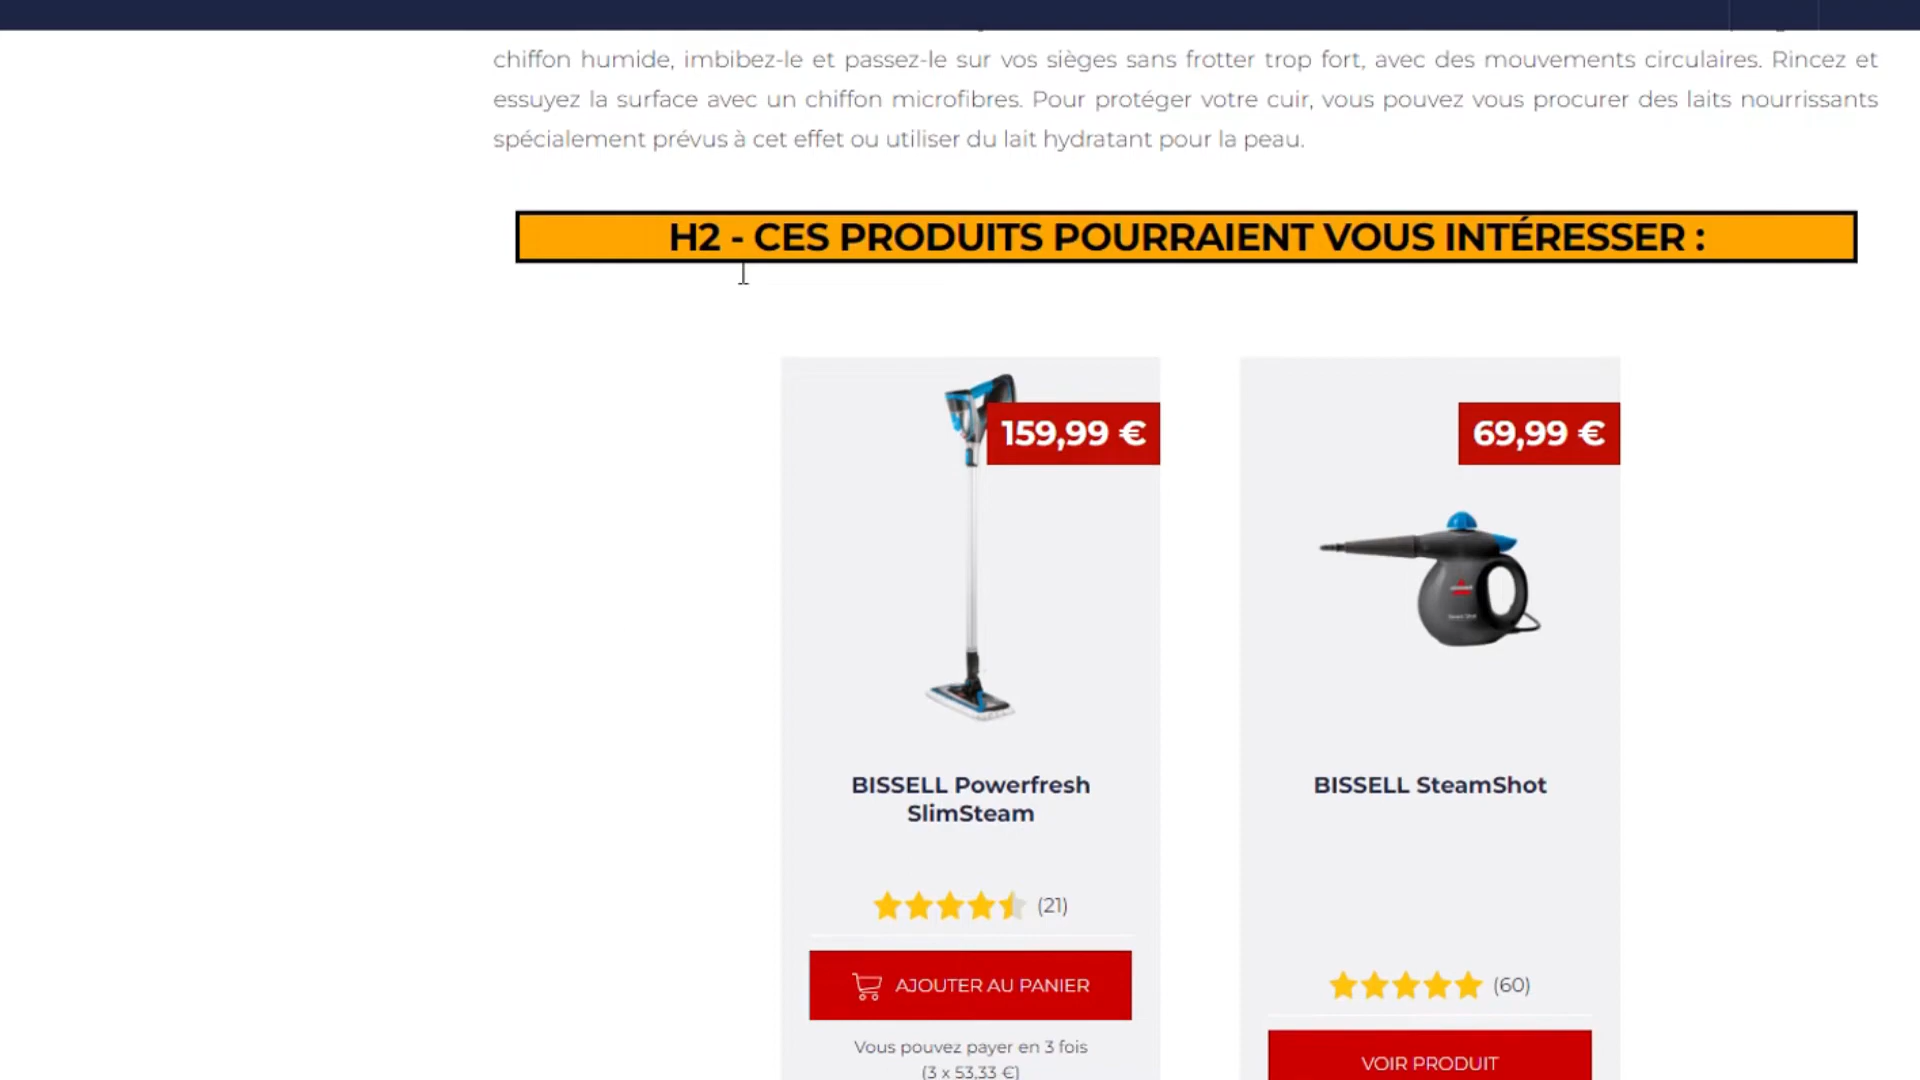 chiffon humide, imbibez-le et passez-le sur vos sièges sans frotter trop fort, avec des mouvements circulaires. Rincez et
essuyez la surface avec un chiffon microfibres. Pour protéger votre cuir, vous pouvez vous procurer des laits nourrissants
spécialement prévus à cet effet ou utiliser du lait hydratant pour la peau.
H2 - CES PRODUITS POURRAIENT VOUS INTÉRESSER :
159,99 €
69,99 €
BISSELL Powerfresh
SlimSteam
BISSELL SteamShot
(21)
(60)
AJOUTER AU PANIER
VOIR PRODUIT
Vous pouvez payer en 3 fois
(3 x 53,33 €)